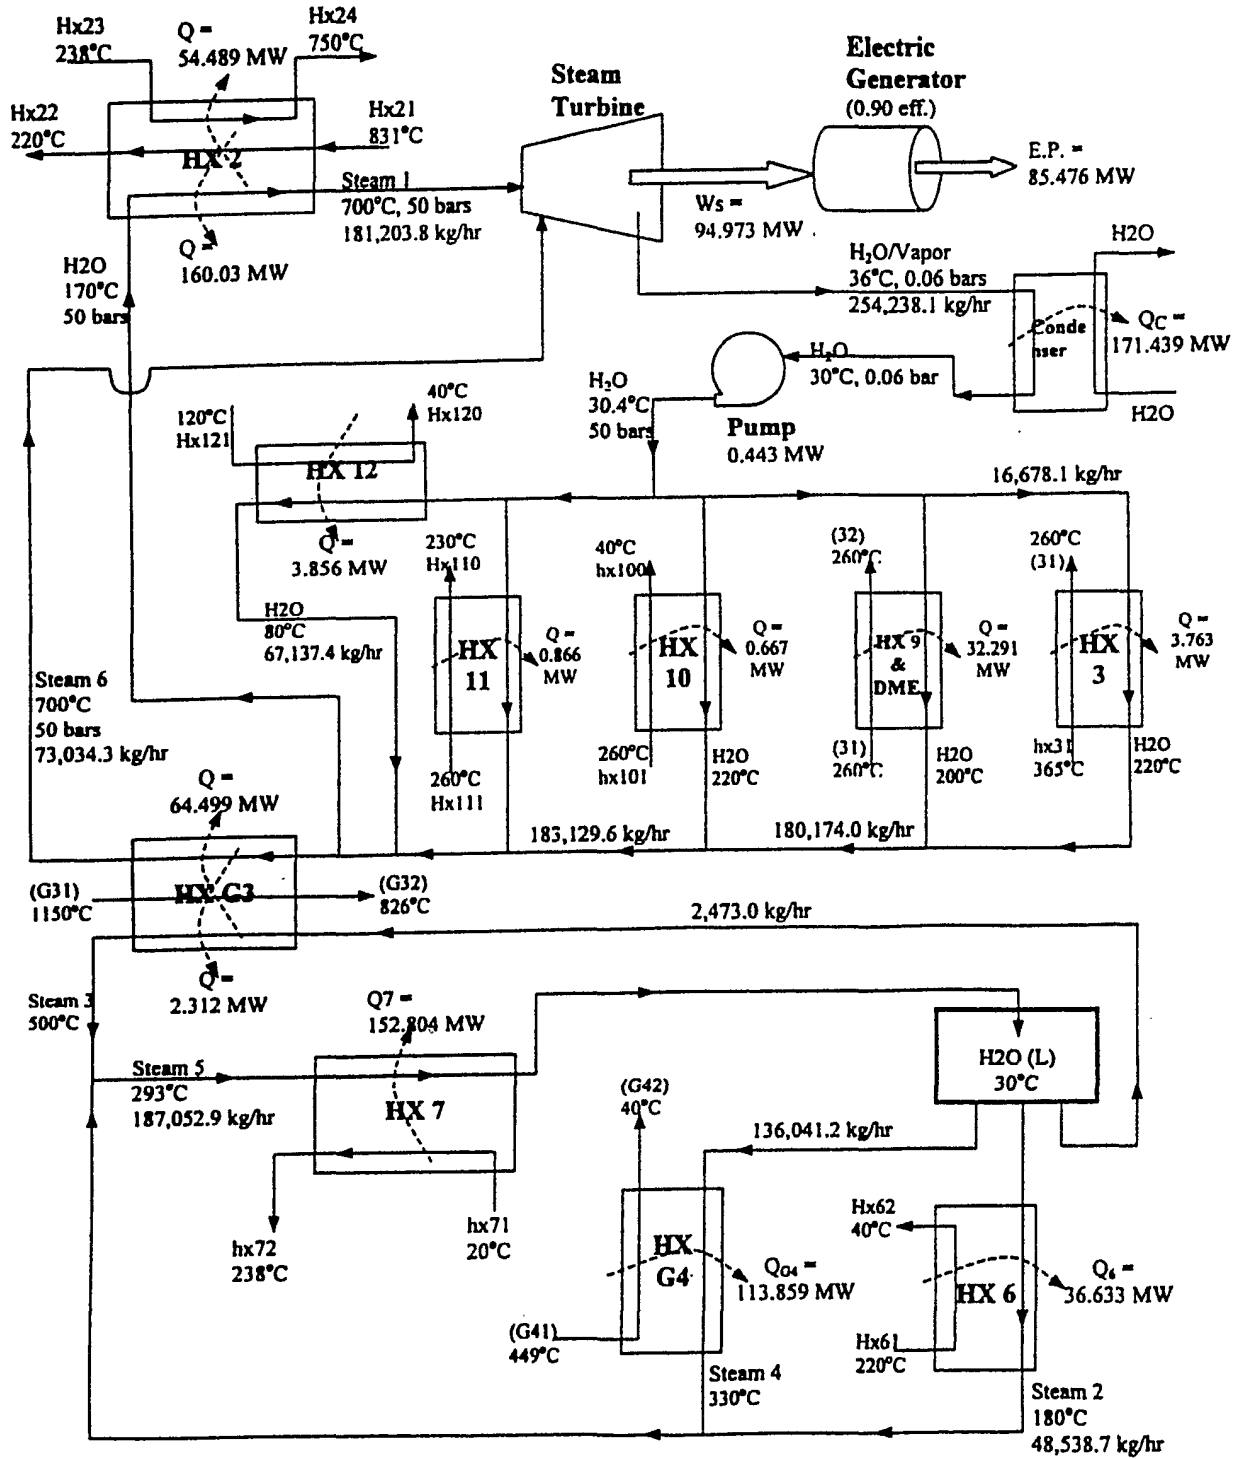 Hx23
238°C
Q =
54.489 MW
Hx24
750°C
Hx22
220°C
HX 2
Hx21
831°C
Steam 1
700°C, 50 bars
181,203.8 kg/hr
Q =
160.03 MW
H2O
170°C
50 bars
Steam
Turbine
Electric
Generator
(0.90 eff.)
E.P. =
85.476 MW
Ws =
94.973 MW
H2O/Vapor
36°C, 0.06 bars
254,238.1 kg/hr
H2O
Conde
nser
QC =
171.439 MW
H2O
H2O
30°C, 0.06 bar
H2O
30.4°C
50 bars
Pump
0.443 MW
120°C
Hx121
40°C
Hx120
HX 12
Q =
3.856 MW
16,678.1 kg/hr
230°C
Hx110
40°C
hx100
(32)
260°C
260°C
(31)
HX
11
Q =
0.866
MW
HX
10
Q =
0.667
MW
HX 9
&
DME
Q =
32.291
MW
HX
3
Q =
3.763
MW
H2O
80°C
67,137.4 kg/hr
Steam 6
700°C
50 bars
73,034.3 kg/hr
260°C
Hx111
260°C
hx101
H2O
220°C
(31)
260°C
H2O
200°C
hx31
365°C
H2O
220°C
183,129.6 kg/hr
180,174.0 kg/hr
Q =
64.499 MW
(G31)
1150°C
HX G3
(G32)
826°C
2,473.0 kg/hr
Q =
2.312 MW
Steam 3
500°C
Q7 =
152.804 MW
Steam 5
293°C
187,052.9 kg/hr
HX 7
H2O (L)
30°C
(G42)
40°C
136,041.2 kg/hr
hx72
238°C
hx71
20°C
HX
G4
QG4 =
113.859 MW
Hx62
40°C
HX 6
Q6 =
36.633 MW
(G41)
449°C
Hx61
220°C
Steam 4
330°C
Steam 2
180°C
48,538.7 kg/hr